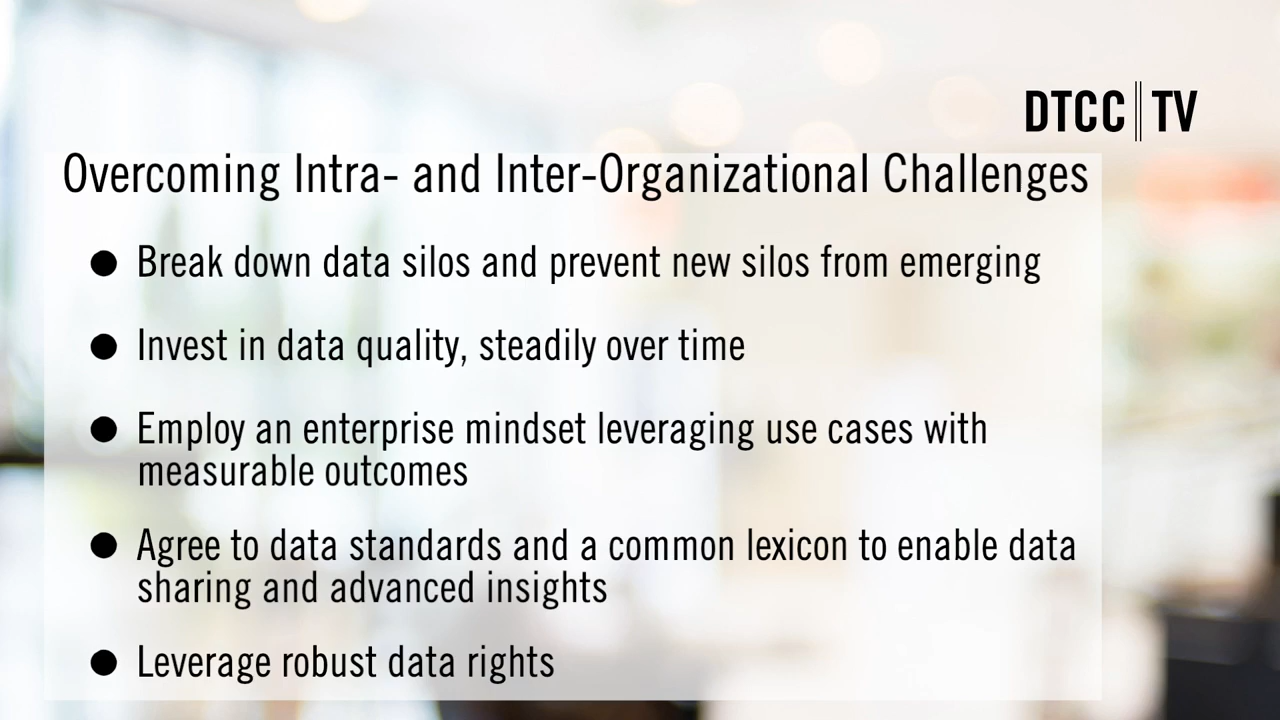 DTCC TV
Overcoming Intra- and Inter-Organizational Challenges
● Break down data silos and prevent new silos from emerging
● Invest in data quality, steadily over time
● Employ an enterprise mindset leveraging use cases with
measurable outcomes
● Agree to data standards and a common lexicon to enable data
sharing and advanced insights
● Leverage robust data rights